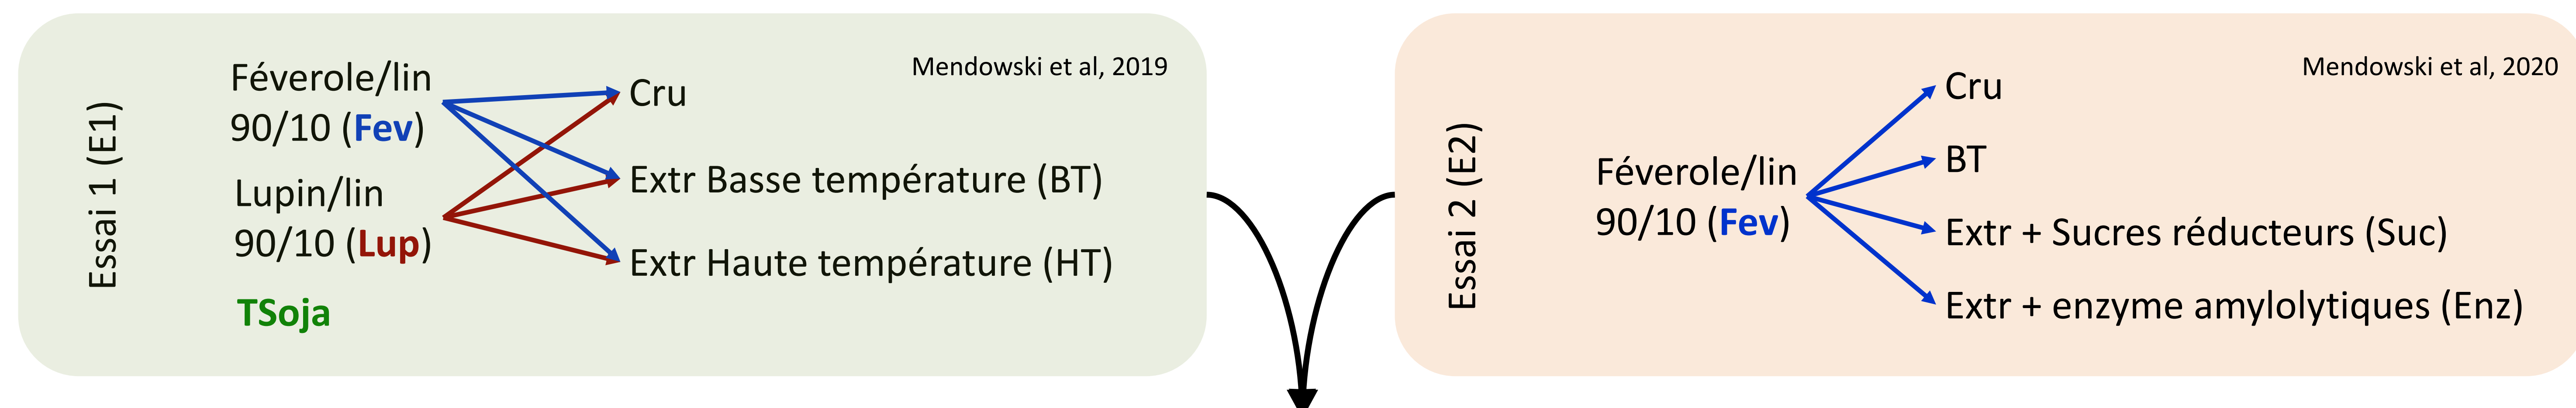 Essai 1 (E1)
Féverole/lin
90/10 (Fev)
Lupin/lin
90/10 (Lup)
TSoja
Mendowski et al, 2019
Cru
Extr Basse température (BT)
Extr Haute température (HT)
Essai 2 (E2)
Féverole/lin
90/10 (Fev)
Mendowski et al, 2020
Cru
BT
Extr + Sucres réducteurs (Suc)
Extr + enzyme amylolytiques (Enz)